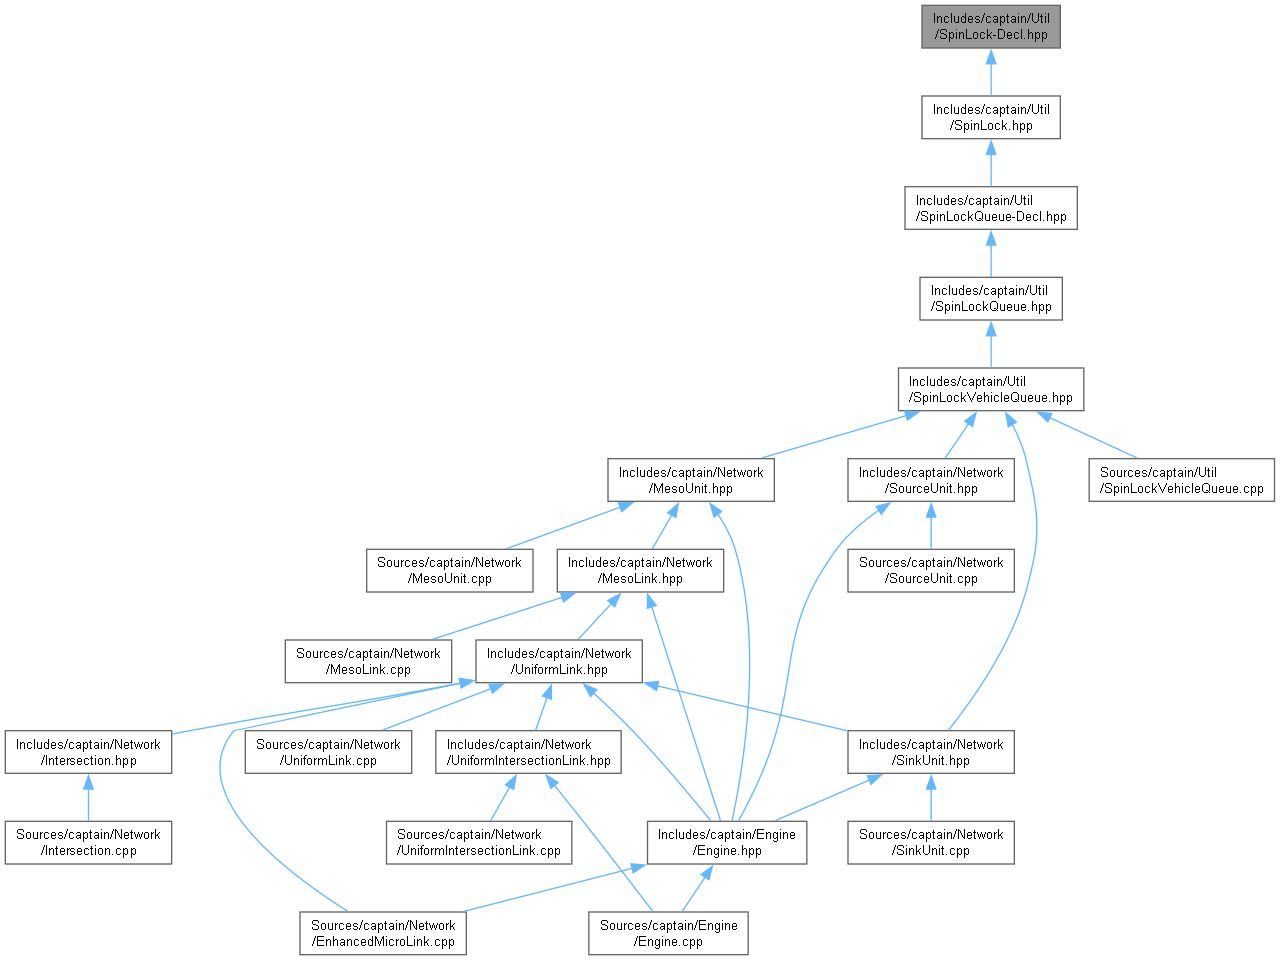 Includes/captain/Util
/SpinLock-Decl.hpp
Includes/captain/Util
/SpinLock.hpp
Includes/captain/Util
/SpinLockQueue-Decl.hpp
Includes/captain/Util
/SpinLockQueue.hpp
Includes/captain/Util
/SpinLockVehicleQueue.hpp
Includes/captain/Network
/MesoUnit.hpp
Includes/captain/Network
/SourceUnit.hpp
Sources/captain/Util
/SpinLockVehicleQueue.cpp
Sources/captain/Network
/MesoUnit.cpp
Includes/captain/Network
/MesoLink.hpp
Sources/captain/Network
/SourceUnit.cpp
Sources/captain/Network
/MesoLink.cpp
Includes/captain/Network
/UniformLink.hpp
Includes/captain/Network
/Intersection.hpp
Sources/captain/Network
/UniformLink.cpp
Includes/captain/Network
/UniformIntersectionLink.hpp
Includes/captain/Network
/SinkUnit.hpp
Sources/captain/Network
/Intersection.cpp
Sources/captain/Network
/UniformIntersectionLink.cpp
Includes/captain/Engine
/Engine.hpp
Sources/captain/Network
/SinkUnit.cpp
Sources/captain/Network
/EnhancedMicroLink.cpp
Sources/captain/Engine
/Engine.cpp